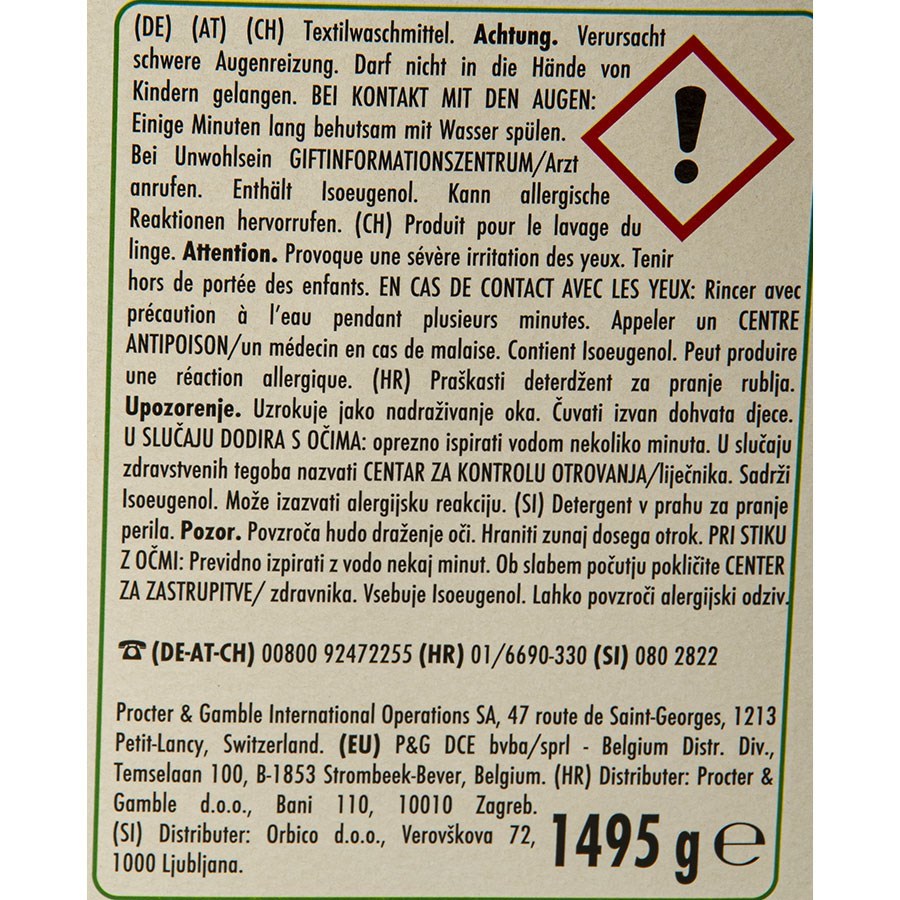 (DE) (AT) (CH) Textilwaschmittel. Achtung. Verursacht
schwere Augenreizung. Darf nicht in die Hände von
Kindern gelangen. BEI KONTAKT MIT DEN AUGEN:
Einige Minuten lang behutsam mit Wasser spülen.
Bei Unwohlsein GIFTINFORMATIONSZENTRUM/Arzt
anrufen. Enthält Isoeugenol. Kann allergische
Reaktionen hervorrufen. (CH) Produit pour le lavage du
linge. Attention. Provoque une sévère irritation des yeux. Tenir
hors de portée des enfants. EN CAS DE CONTACT AVEC LES YEUX: Rincer avec
précaution à l'eau pendant plusieurs minutes. Appeler un CENTRE
ANTIPOISON/un médecin en cas de malaise. Contient Isoeugenol. Peut produire
une réaction allergique. (HR) Praškasti deterdžent za pranje rublja.
Upozorenje. Uzrokuje jako nadraživanje oka. Čuvati izvan dohvata djece.
U SLUČAJU DODIRA S OČIMA: oprezno ispirati vodom nekoliko minuta. U slučaju
zdravstvenih tegoba nazvati CENTAR ZA KONTROLU OTROVANJA/liječnika. Sadrži
Isoeugenol. Može izazvati alergijsku reakciju. (SI) Detergent v prahu za pranje
perila. Pozor. Povzroča hudo draženje oči. Hraniti zunaj dosega otrok. PRI STIKU
Z OČMI: Previdno izpirati z vodo nekaj minut. Ob slabem počutju pokličite CENTER
ZA ZASTRUPITVE/ zdravnika. Vsebuje Isoeugenol. Lahko povzroči alergijski odziv.
☎ (DE-AT-CH) 00800 92472255 (HR) 01/6690-330 (SI) 080 2822
Procter & Gamble International Operations SA, 47 route de Saint-Georges, 1213
Petit-Lancy, Switzerland. (EU) P&G DCE bvba/sprl - Belgium Distr. Div.,
Temselaan 100, B-1853 Strombeek-Bever, Belgium. (HR) Distributer: Procter &
Gamble d.o.o., Bani 110, 10010 Zagreb.
(SI) Distributer: Orbico d.o.o., Verovškova 72,
1000 Ljubljana.
1495 g ℮